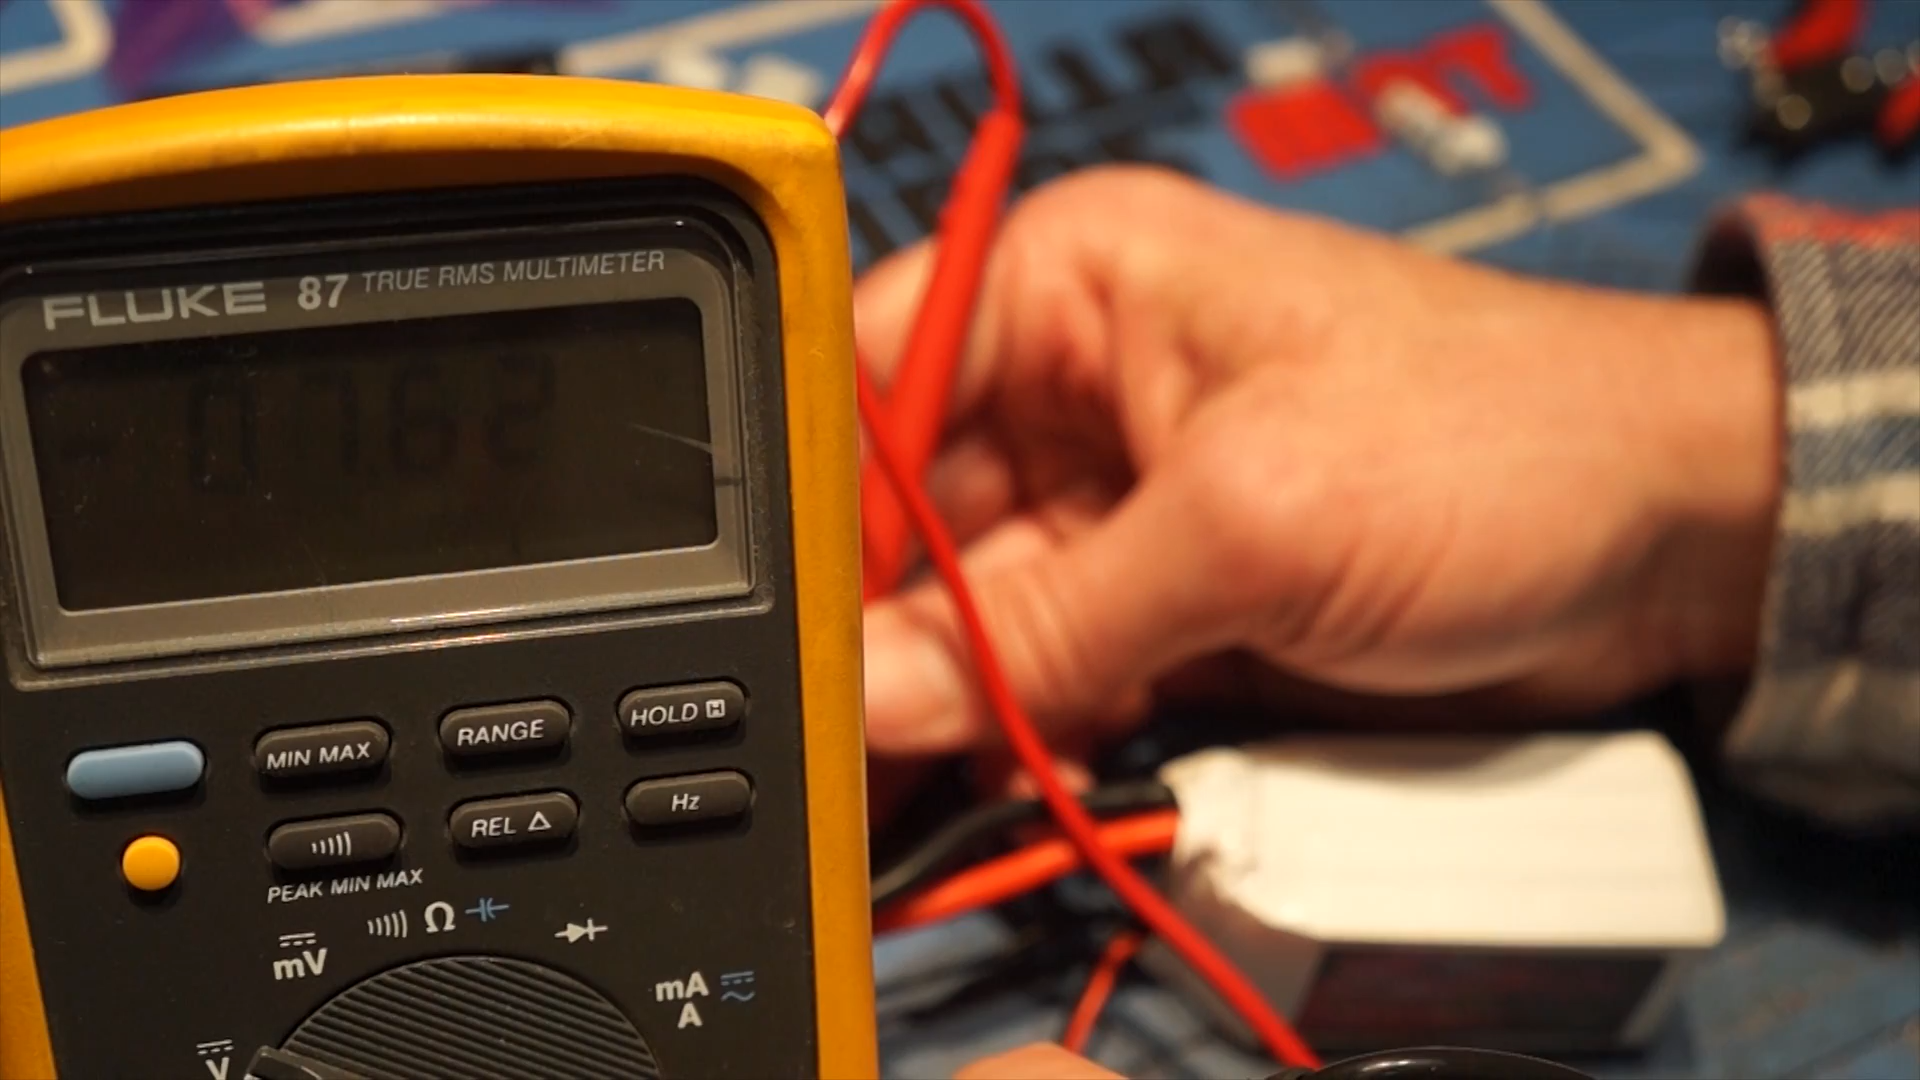 FLUKE 87 TRUE RMS MULTIMETER
MIN MAX
RANGE
HOLD H
REL Δ
Hz
PEAK MIN MAX
Ω
mV
mA
A
V